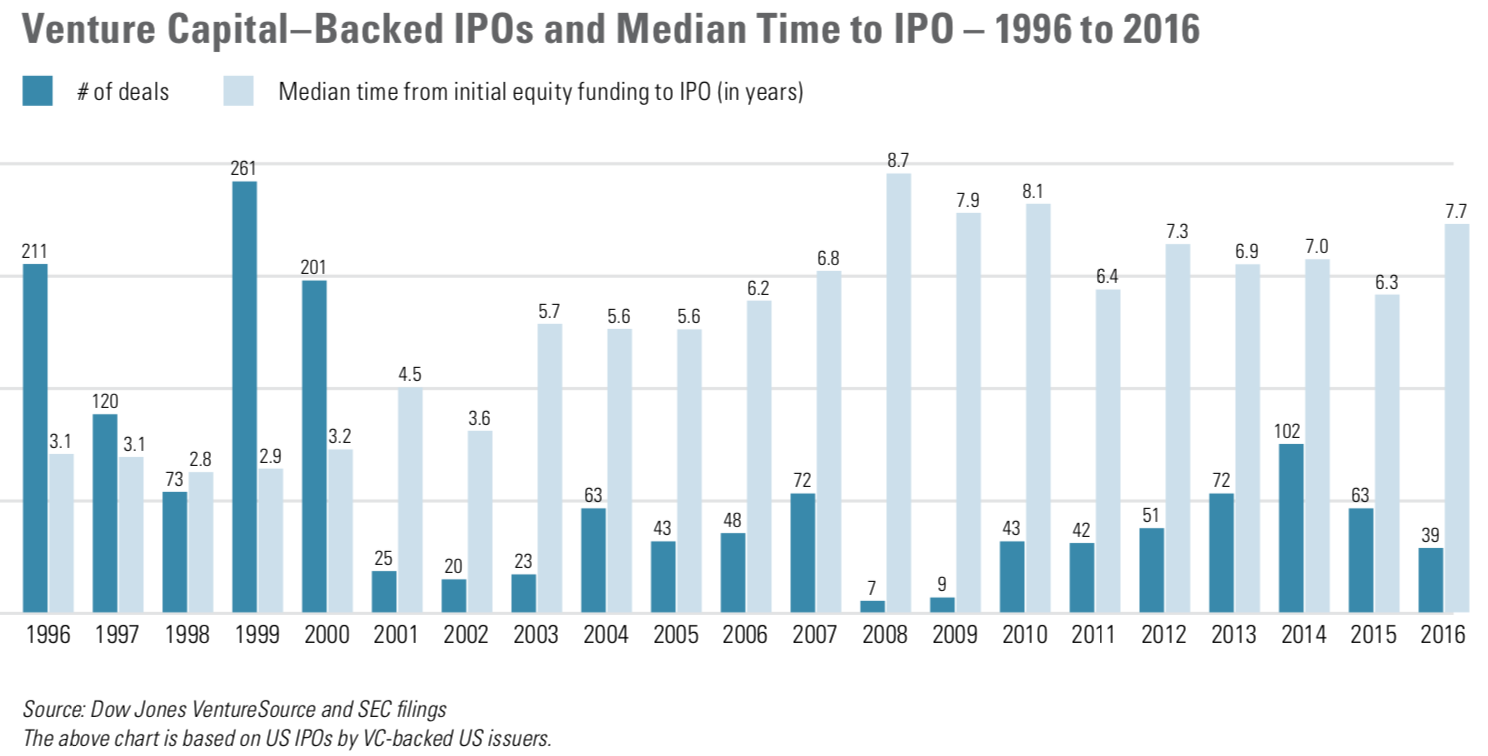 Venture Capital–Backed IPOs and Median Time to IPO – 1996 to 2016
# of deals Median time from initial equity funding to IPO (in years)
211 3.1 120 3.1 73 2.8 261 2.9 201 3.2 25 4.5 20 3.6 23 5.7 63 5.6 43 5.6 48 6.2 72 6.8 7 8.7 9 7.9 43 8.1 42 6.4 51 7.3 72 6.9 102 7.0 63 6.3 39 7.7
1996 1997 1998 1999 2000 2001 2002 2003 2004 2005 2006 2007 2008 2009 2010 2011 2012 2013 2014 2015 2016
Source: Dow Jones VentureSource and SEC filings
The above chart is based on US IPOs by VC-backed US issuers.